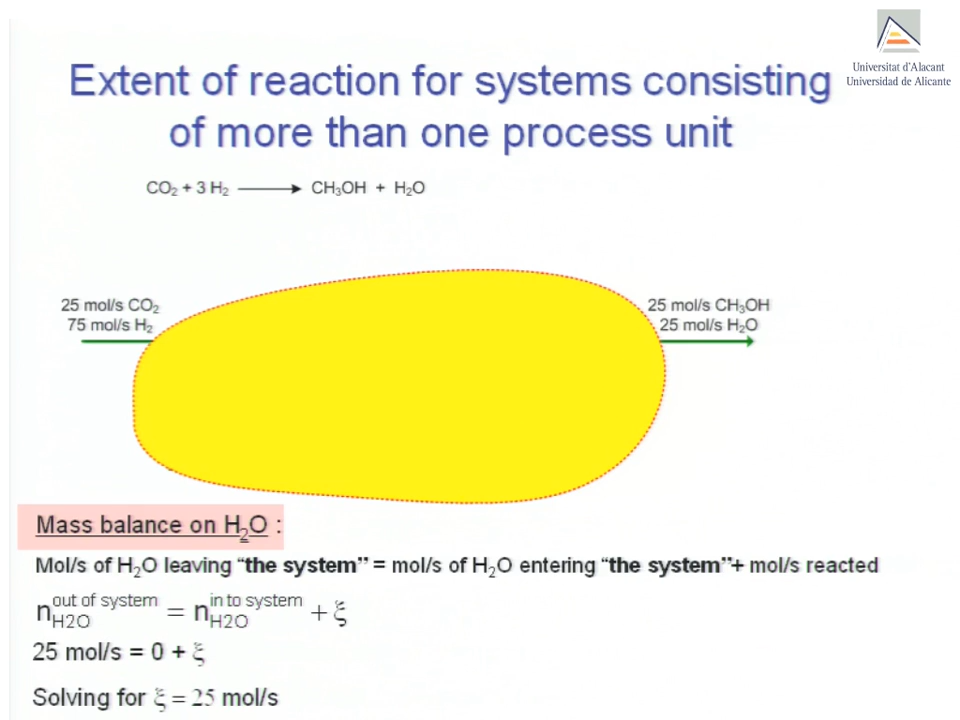 Universitat d'Alacant
Universidad de Alicante
Extent of reaction for systems consisting
of more than one process unit
CO₂ + 3 H₂ ⟶ CH₃OH + H₂O
25 mol/s CO₂
75 mol/s H₂
25 mol/s CH₃OH
25 mol/s H₂O
Mass balance on H₂O :
Mol/s of H₂O leaving “the system” = mol/s of H₂O entering “the system”+ mol/s reacted
n_H2O^out of system = n_H2O^in to system + ξ
25 mol/s = 0 + ξ
Solving for ξ = 25 mol/s